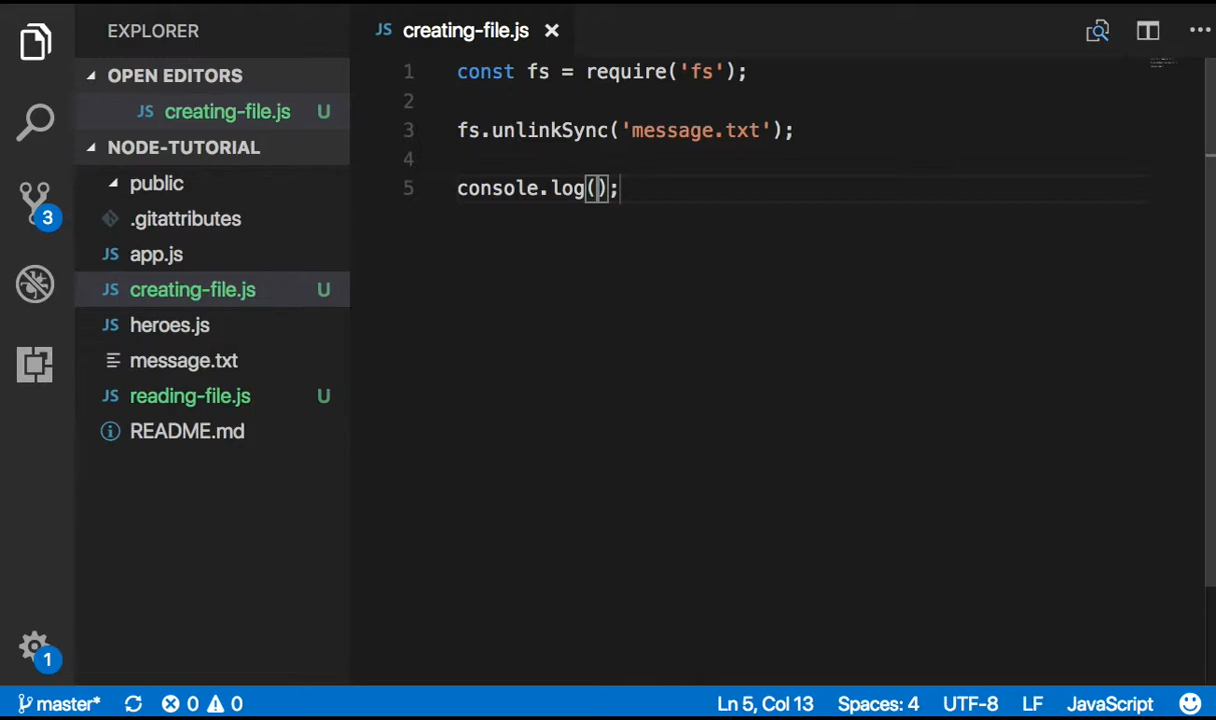 EXPLORER
OPEN EDITORS
JS creating-file.js U
NODE-TUTORIAL
public
.gitattributes
JS app.js
JS creating-file.js U
JS heroes.js
message.txt
JS reading-file.js U
README.md
3
1
JS creating-file.js
1 const fs = require('fs');
2
3 fs.unlinkSync('message.txt');
4
5 console.log();
master* 0 0 Ln 5, Col 13 Spaces: 4 UTF-8 LF JavaScript